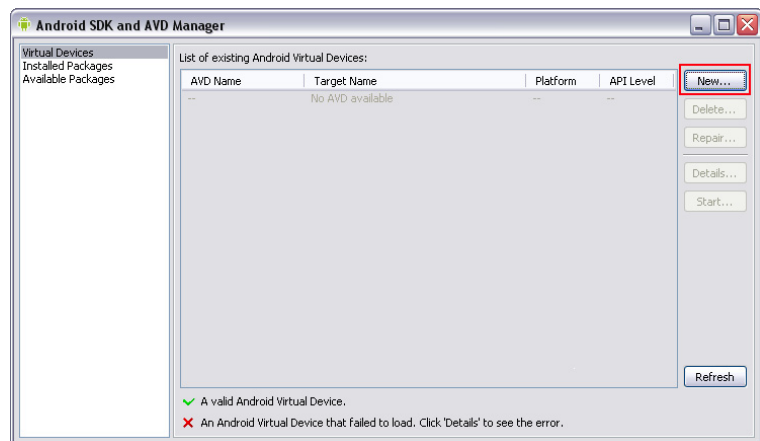 Android SDK and AVD Manager
Virtual Devices
Installed Packages
Available Packages
List of existing Android Virtual Devices:
AVD Name Target Name Platform API Level
-- No AVD available -- --
New...
Delete...
Repair...
Details...
Start...
Refresh
A valid Android Virtual Device.
An Android Virtual Device that failed to load. Click 'Details' to see the error.